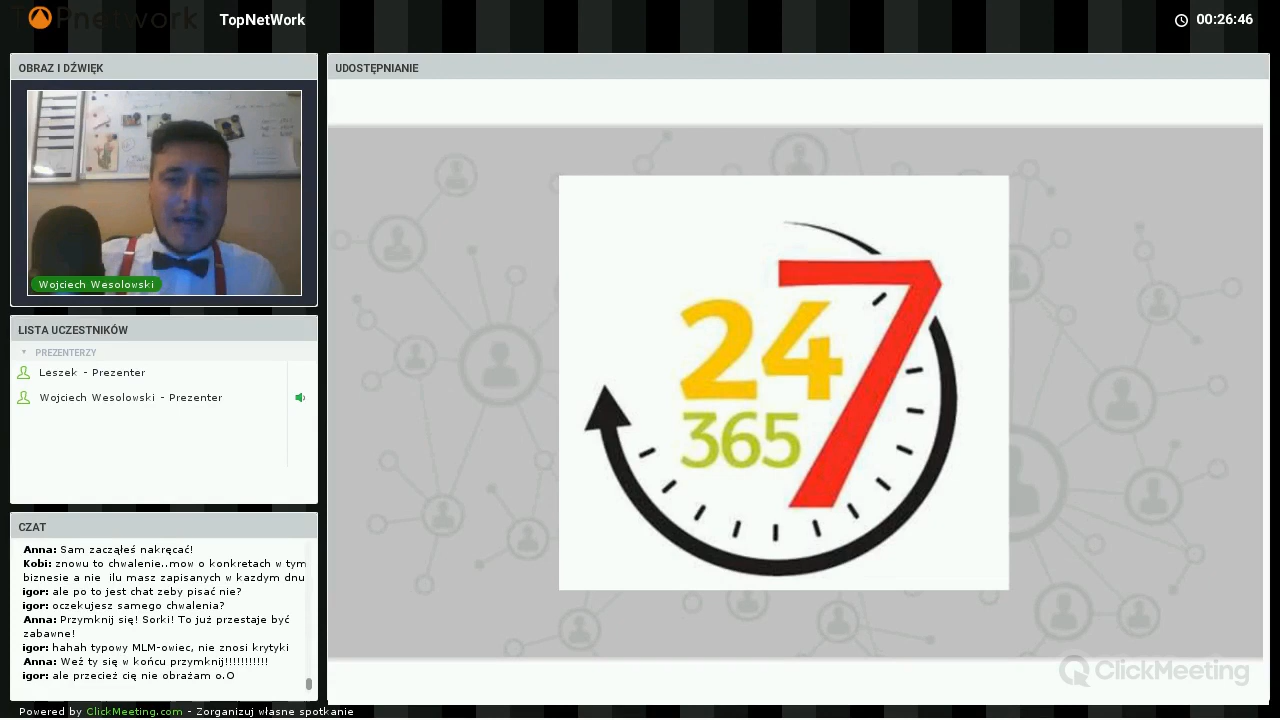 TOPnetwork
TopNetWork
00:26:46
OBRAZ I DŹWIĘK
Wojciech Wesolowski
LISTA UCZESTNIKÓW
PREZENTERZY
Leszek - Prezenter
Wojciech Wesolowski - Prezenter
CZAT
Anna: Sam zacząłeś nakręcać!
Kobi: znowu to chwalenie..mow o konkretach w tym
biznesie a nie ilu masz zapisanych w kazdym dnu
igor: ale po to jest chat zeby pisać nie?
igor: oczekujesz samego chwalenia?
Anna: Przymknij się! Sorki! To już przestaje być
zabawne!
igor: hahah typowy MLM-owiec, nie znosi krytyki
Anna: Weź ty się w końcu przymknij!!!!!!!!!!!
igor: ale przecież cię nie obrażam o.O
Powered by ClickMeeting.com - Zorganizuj własne spotkanie
UDOSTĘPNIANIE
24 7
365
ClickMeeting